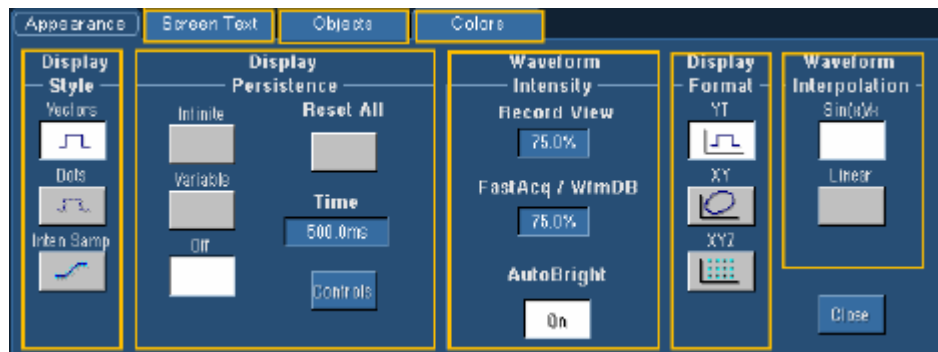 Appearance
Screen Text
Objects
Colors
Display
Style
Vectors
Dots
Inten Samp
Display
Persistence
Infinite
Variable
Off
Reset All
Time
500.0ms
Controls
Waveform
Intensity
Record View
75.0%
FastAcq / WfmDB
75.0%
AutoBright
On
Display
Format
YT
XY
XYZ
Waveform
Interpolation
Sin(x)/x
Linear
Close